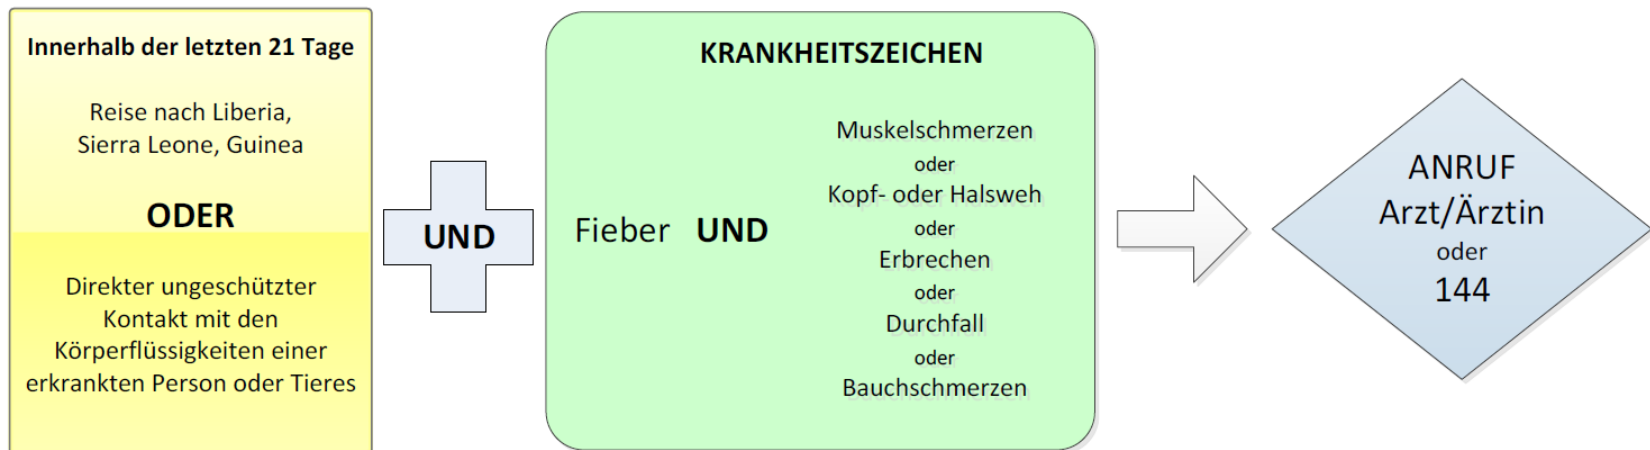 Innerhalb der letzten 21 Tage
Reise nach Liberia,
Sierra Leone, Guinea
ODER
Direkter ungeschützter
Kontakt mit den
Körperflüssigkeiten einer
erkrankten Person oder Tieres
UND
KRANKHEITSZEICHEN
Fieber UND
Muskelschmerzen
oder
Kopf- oder Halsweh
oder
Erbrechen
oder
Durchfall
oder
Bauchschmerzen
ANRUF
Arzt/Ärztin
oder
144